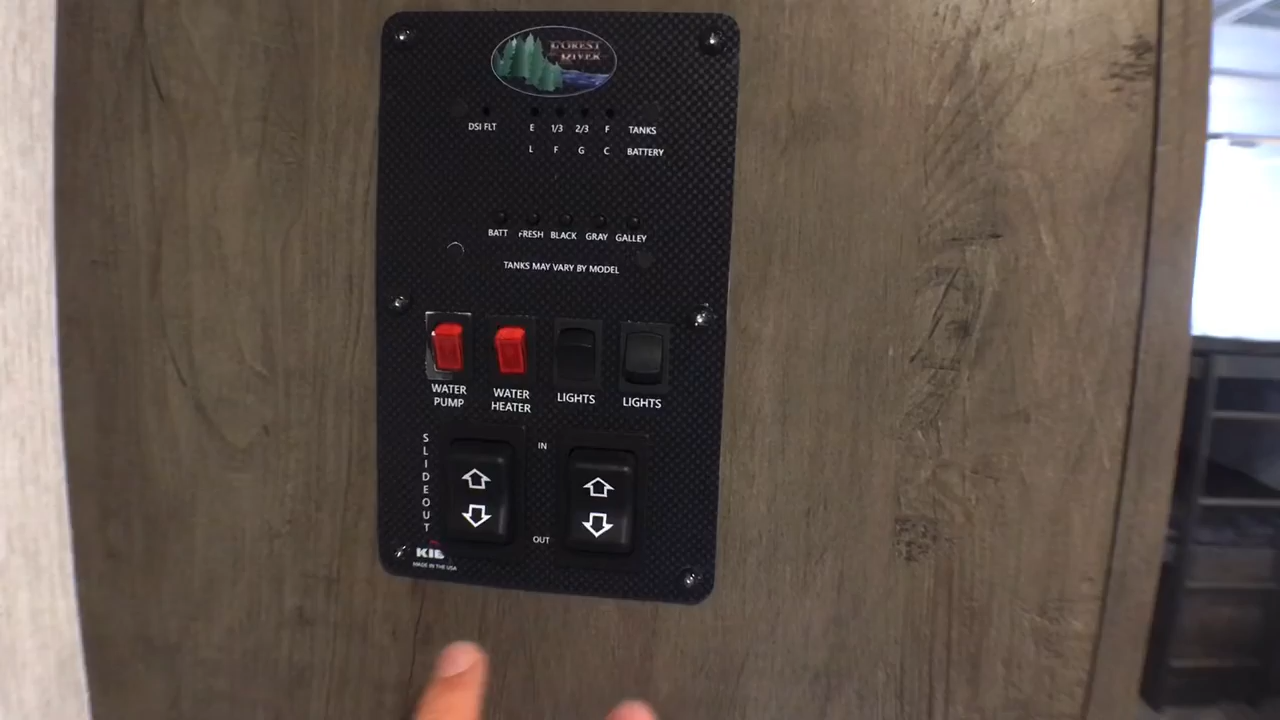 FOREST
RIVER
DSI FLT E 1/3 2/3 F TANKS
L F G C BATTERY
BATT FRESH BLACK GRAY GALLEY
TANKS MAY VARY BY MODEL
WATER
PUMP
WATER
HEATER
LIGHTS
LIGHTS
SLIDEOUT
IN
OUT
KIB
MADE IN THE USA